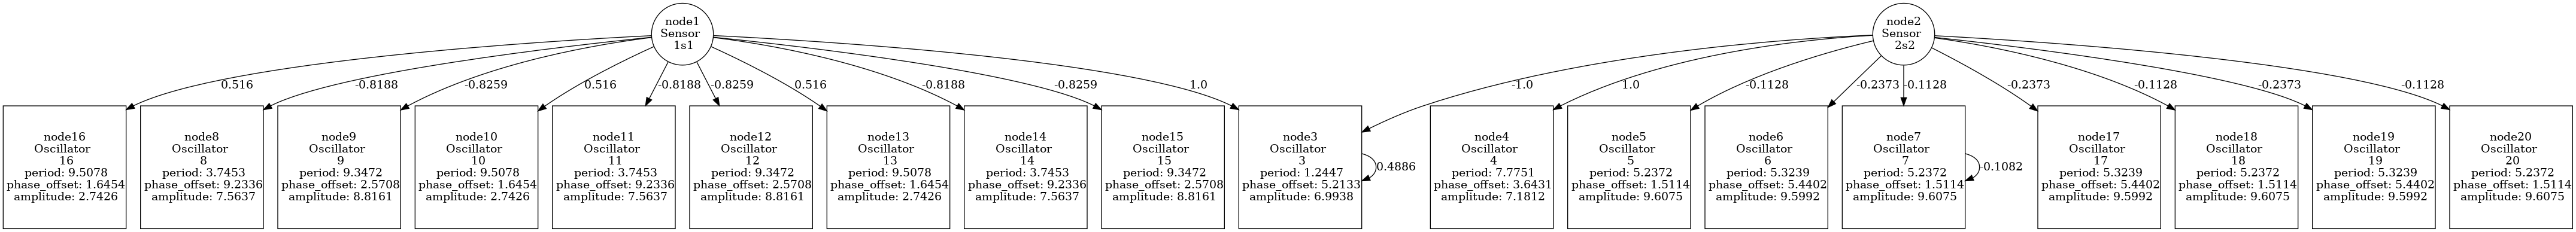 node1
Sensor
1s1
node2
Sensor
2s2
0.516
-0.8188
-0.8259
0.516
-0.8188
-0.8259
0.516
-0.8188
-0.8259
1.0
-1.0
1.0
-0.1128
-0.2373
-0.1128
-0.2373
-0.1128
-0.2373
-0.1128
node16
Oscillator
16
period: 9.5078
phase_offset: 1.6454
amplitude: 2.7426
node8
Oscillator
8
period: 3.7453
phase_offset: 9.2336
amplitude: 7.5637
node9
Oscillator
9
period: 9.3472
phase_offset: 2.5708
amplitude: 8.8161
node10
Oscillator
10
period: 9.5078
phase_offset: 1.6454
amplitude: 2.7426
node11
Oscillator
11
period: 3.7453
phase_offset: 9.2336
amplitude: 7.5637
node12
Oscillator
12
period: 9.3472
phase_offset: 2.5708
amplitude: 8.8161
node13
Oscillator
13
period: 9.5078
phase_offset: 1.6454
amplitude: 2.7426
node14
Oscillator
14
period: 3.7453
phase_offset: 9.2336
amplitude: 7.5637
node15
Oscillator
15
period: 9.3472
phase_offset: 2.5708
amplitude: 8.8161
node3
Oscillator
3
period: 1.2447
phase_offset: 5.2133
amplitude: 6.9938
0.4886
node4
Oscillator
4
period: 7.7751
phase_offset: 3.6431
amplitude: 7.1812
node5
Oscillator
5
period: 5.2372
phase_offset: 1.5114
amplitude: 9.6075
node6
Oscillator
6
period: 5.3239
phase_offset: 5.4402
amplitude: 9.5992
node7
Oscillator
7
period: 5.2372
phase_offset: 1.5114
amplitude: 9.6075
-0.1082
node17
Oscillator
17
period: 5.3239
phase_offset: 5.4402
amplitude: 9.5992
node18
Oscillator
18
period: 5.2372
phase_offset: 1.5114
amplitude: 9.6075
node19
Oscillator
19
period: 5.3239
phase_offset: 5.4402
amplitude: 9.5992
node20
Oscillator
20
period: 5.2372
phase_offset: 1.5114
amplitude: 9.6075